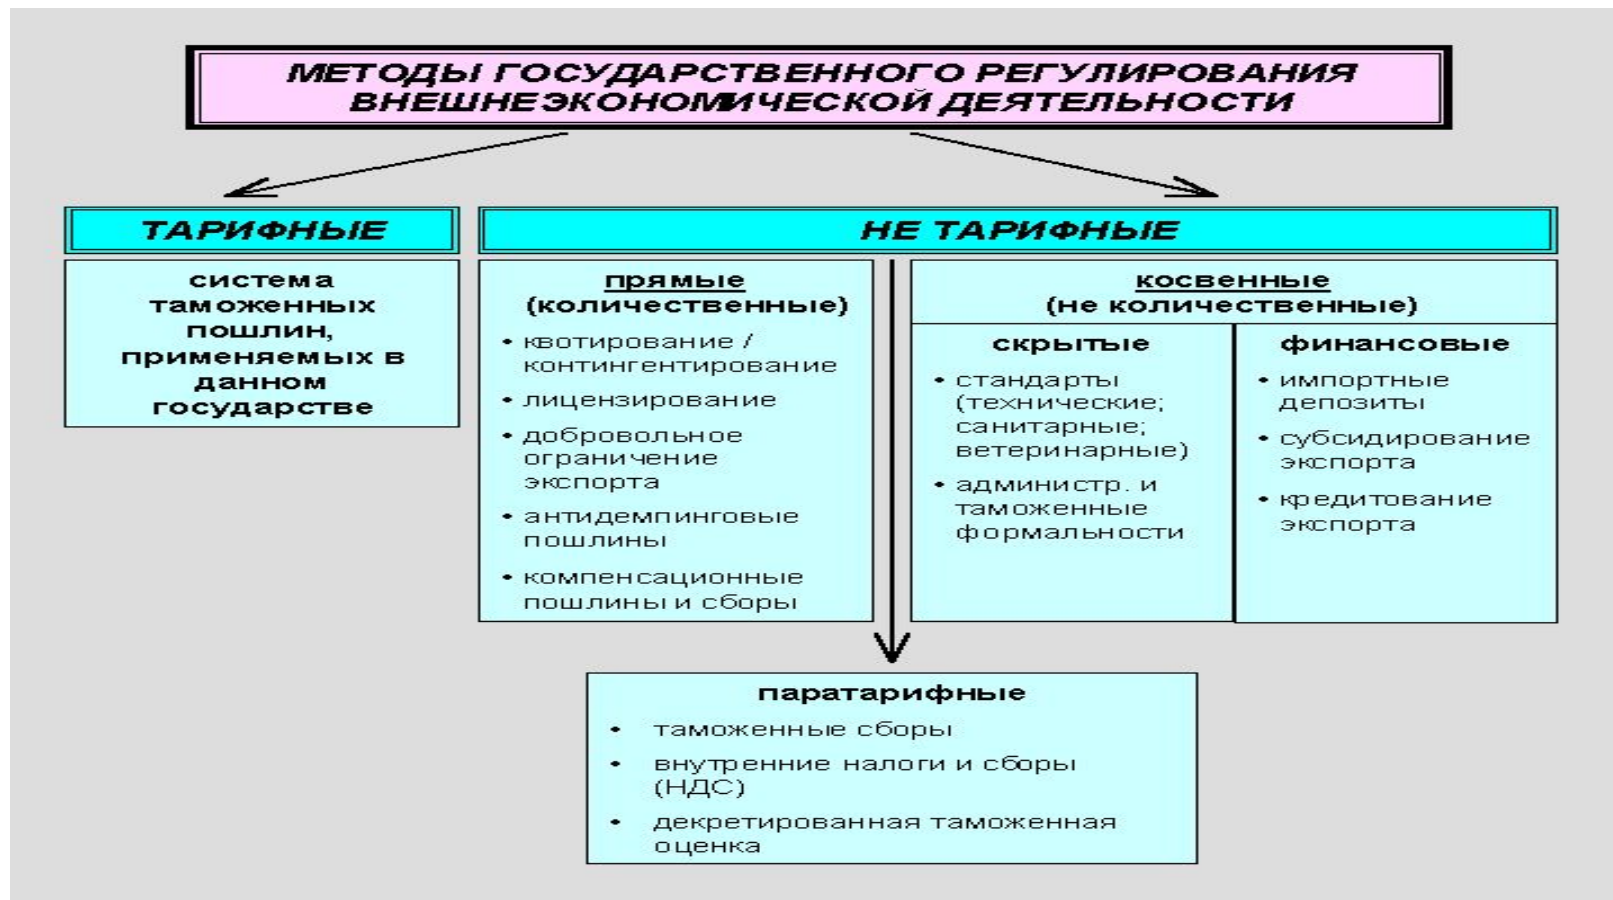 МЕТОДЫ ГОСУДАРСТВЕННОГО РЕГУЛИРОВАНИЯ
ВНЕШНЕЭКОНОМИЧЕСКОЙ ДЕЯТЕЛЬНОСТИ
ТАРИФНЫЕ
система
таможенных
пошлин,
применяемых в
данном
государстве
НЕ ТАРИФНЫЕ
прямые
(количественные)
• квотирование /
контингентирование
• лицензирование
• добровольное
ограничение
экспорта
• антидемпинговые
пошлины
• компенсационные
пошлины и сборы
косвенные
(не количественные)
скрытые
• стандарты
(технические;
санитарные;
ветеринарные)
• администр. и
таможенные
формальности
финансовые
• импортные
депозиты
• субсидирование
экспорта
• кредитование
экспорта
паратарифные
• таможенные сборы
• внутренние налоги и сборы
(НДС)
• декретированная таможенная
оценка